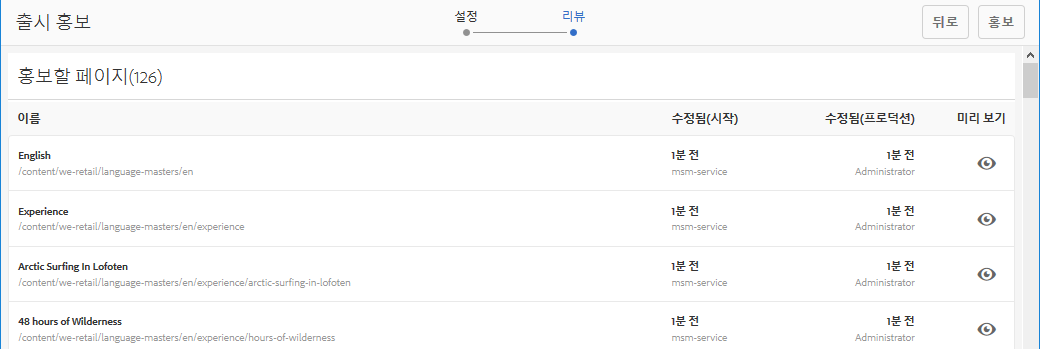 출시 홍보
설정 리뷰
뒤로 홍보
홍보할 페이지(126)
이름 수정됨(시작) 수정됨(프로덕션) 미리 보기
English 1분 전 1분 전
/content/we-retail/language-masters/en msm-service Administrator
Experience 1분 전 1분 전
/content/we-retail/language-masters/en/experience msm-service Administrator
Arctic Surfing In Lofoten 1분 전 1분 전
/content/we-retail/language-masters/en/experience/arctic-surfing-in-lofoten msm-service Administrator
48 hours of Wilderness 1분 전 1분 전
/content/we-retail/language-masters/en/experience/hours-of-wilderness msm-service Administrator